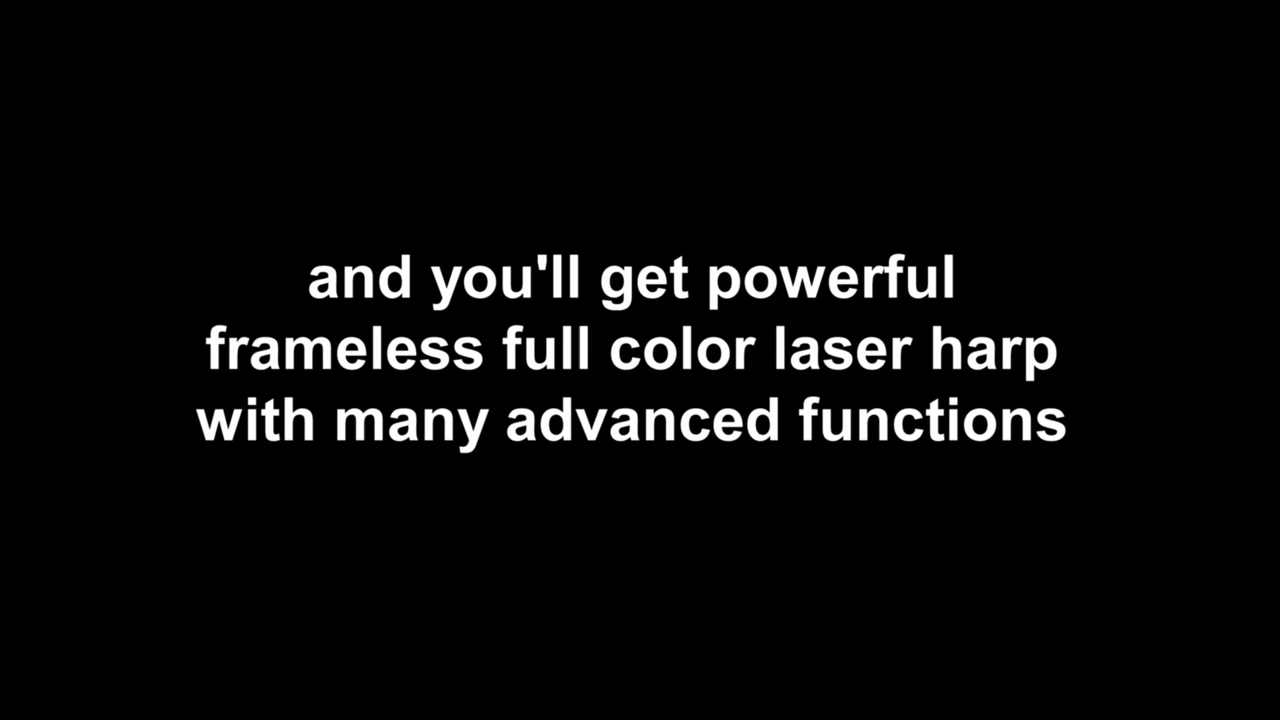 and you'll get powerful
frameless full color laser harp
with many advanced functions